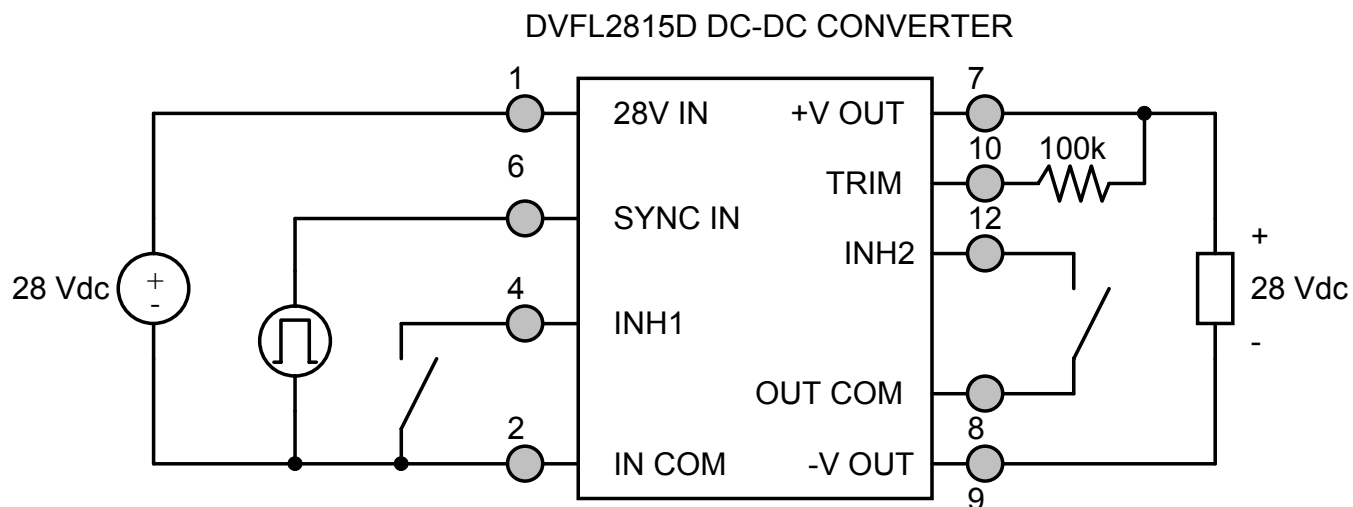 DVFL2815D DC-DC CONVERTER
1
7
28V IN
+V OUT
6
10
100k
TRIM
12
SYNC IN
INH2
+
28 Vdc
+
-
4
28 Vdc
INH1
-
OUT COM
8
2
IN COM
-V OUT
9